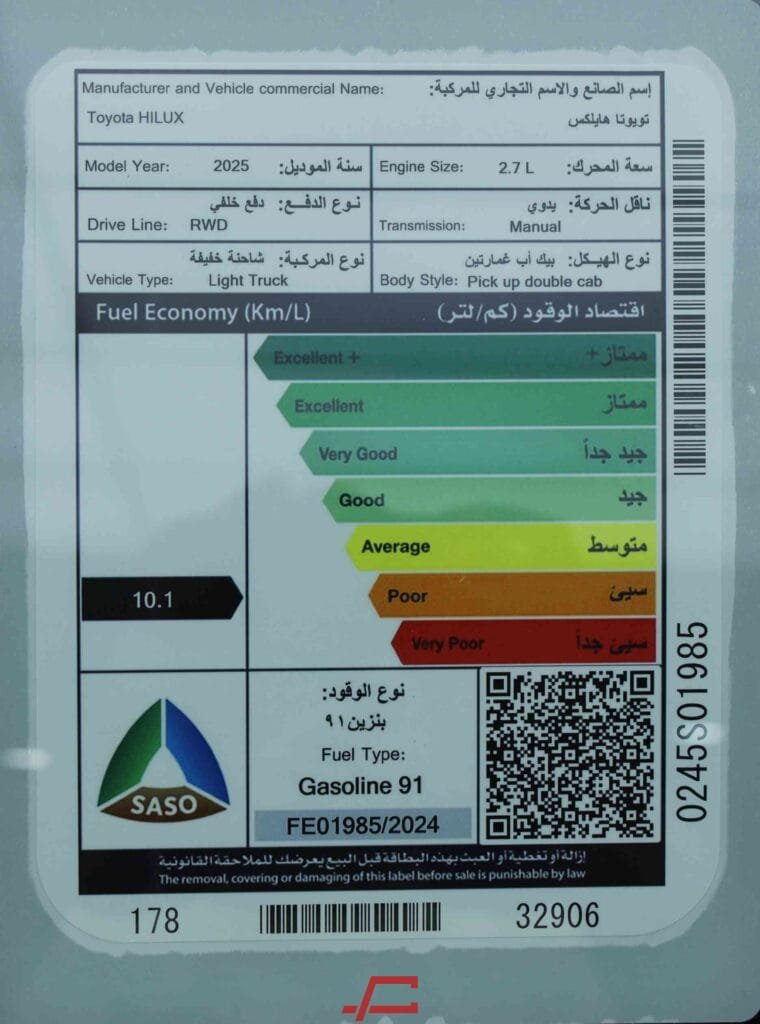 Manufacturer and Vehicle commercial Name: إسم الصانع والاسم التجاري للمركبة:
Toyota HILUX تويوتا هايلكس
Model Year: 2025 سنة الموديل:
Engine Size: 2.7 L سعة المحرك:
نوع الدفع: دفع خلفي
Drive Line: RWD
ناقل الحركة: يدوي
Transmission: Manual
نوع المركبة: شاحنة خفيفة
Vehicle Type: Light Truck
نوع الهيكل: بيك أب غمارتين
Body Style: Pick up double cab
Fuel Economy (Km/L) اقتصاد الوقود (كم/لتر)
Excellent + ممتاز+
Excellent ممتاز
Very Good جيد جداً
Good جيد
Average متوسط
10.1
Poor سيئ
Very Poor سيئ جداً
SASO
نوع الوقود:
بنزين ٩١
Fuel Type:
Gasoline 91
FE01985/2024
إزالة أو تغطية أو العبث بهذه البطاقة قبل البيع يعرضك للملاحقة القانونية
The removal, covering or damaging of this label before sale is punishable by law
178 32906
0245S01985